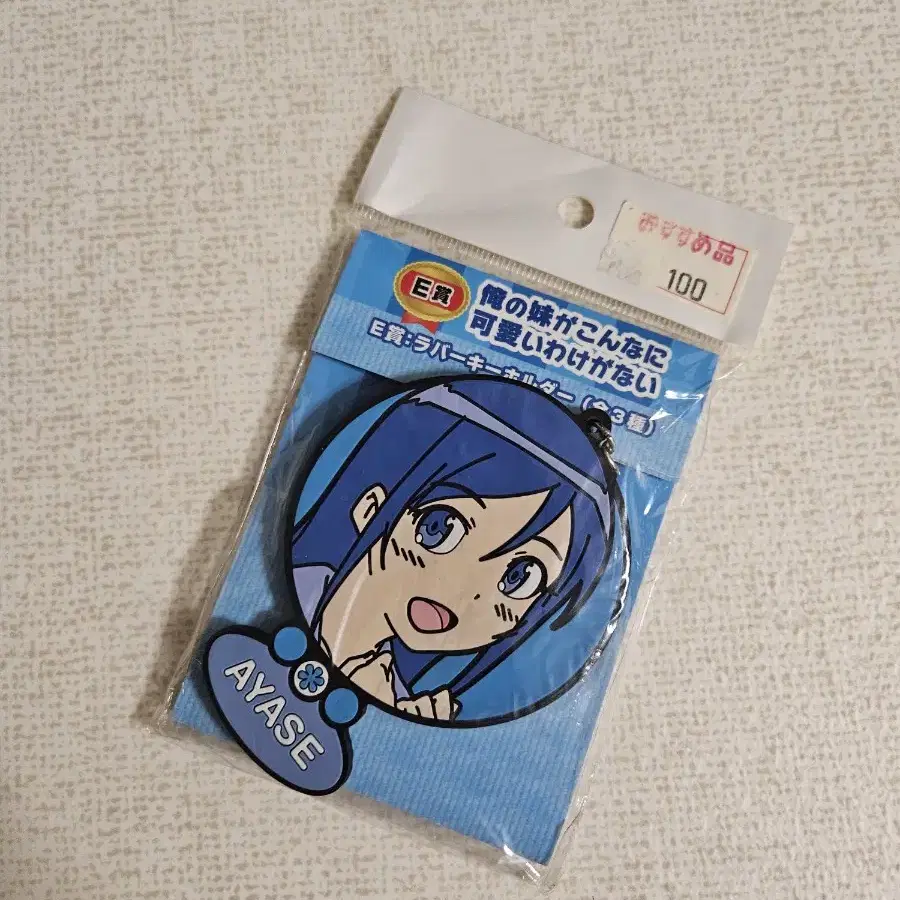 おすすめ品
100
E賞
俺の妹がこんなに
可愛いわけがない
E賞:ラバーキーホルダー(全3種)
AYASE